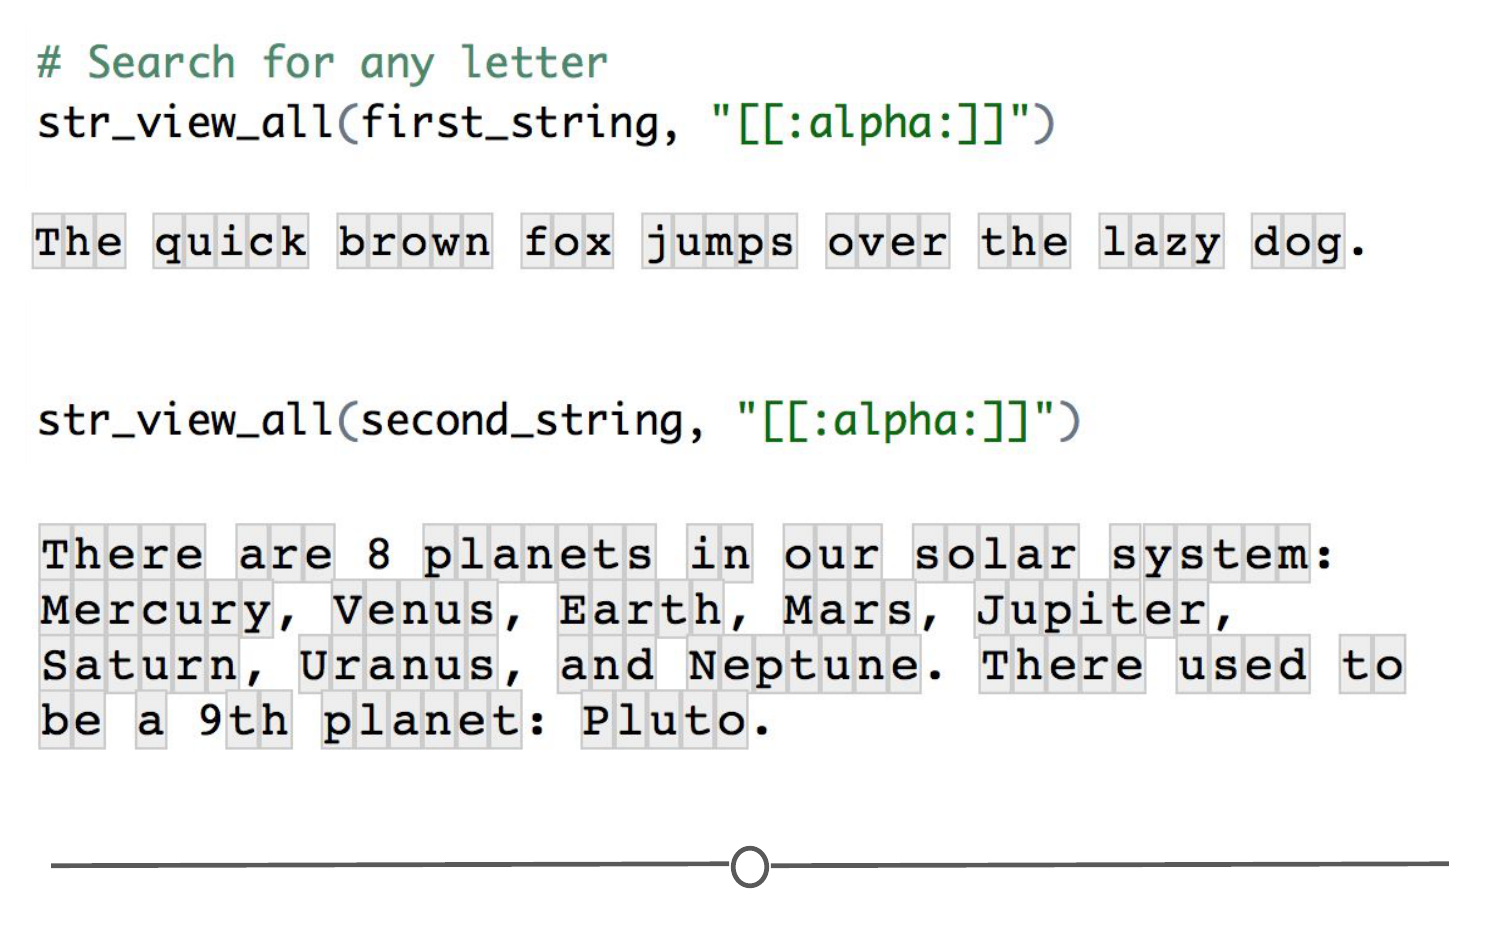 # Search for any letter
str_view_all(first_string, "[[:alpha:]]")
The quick brown fox jumps over the lazy dog.
str_view_all(second_string, "[[:alpha:]]")
There are 8 planets in our solar system:
Mercury, Venus, Earth, Mars, Jupiter,
Saturn, Uranus, and Neptune. There used to
be a 9th planet: Pluto.